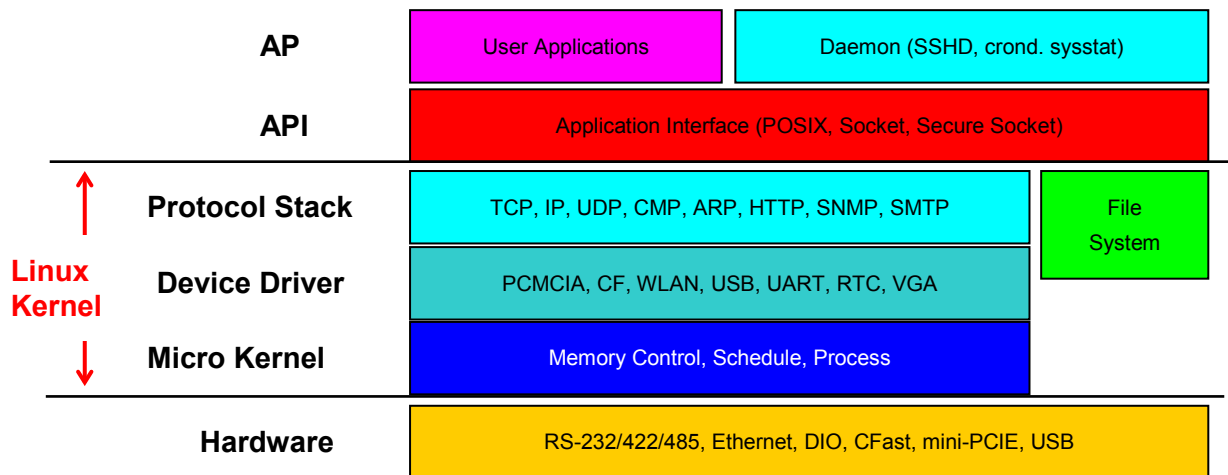 AP
User Applications
Daemon (SSHD, crond. sysstat)
API
Application Interface (POSIX, Socket, Secure Socket)
Protocol Stack
TCP, IP, UDP, CMP, ARP, HTTP, SNMP, SMTP
File
System
Linux
Kernel
Device Driver
PCMCIA, CF, WLAN, USB, UART, RTC, VGA
Micro Kernel
Memory Control, Schedule, Process
Hardware
RS-232/422/485, Ethernet, DIO, CFast, mini-PCIE, USB